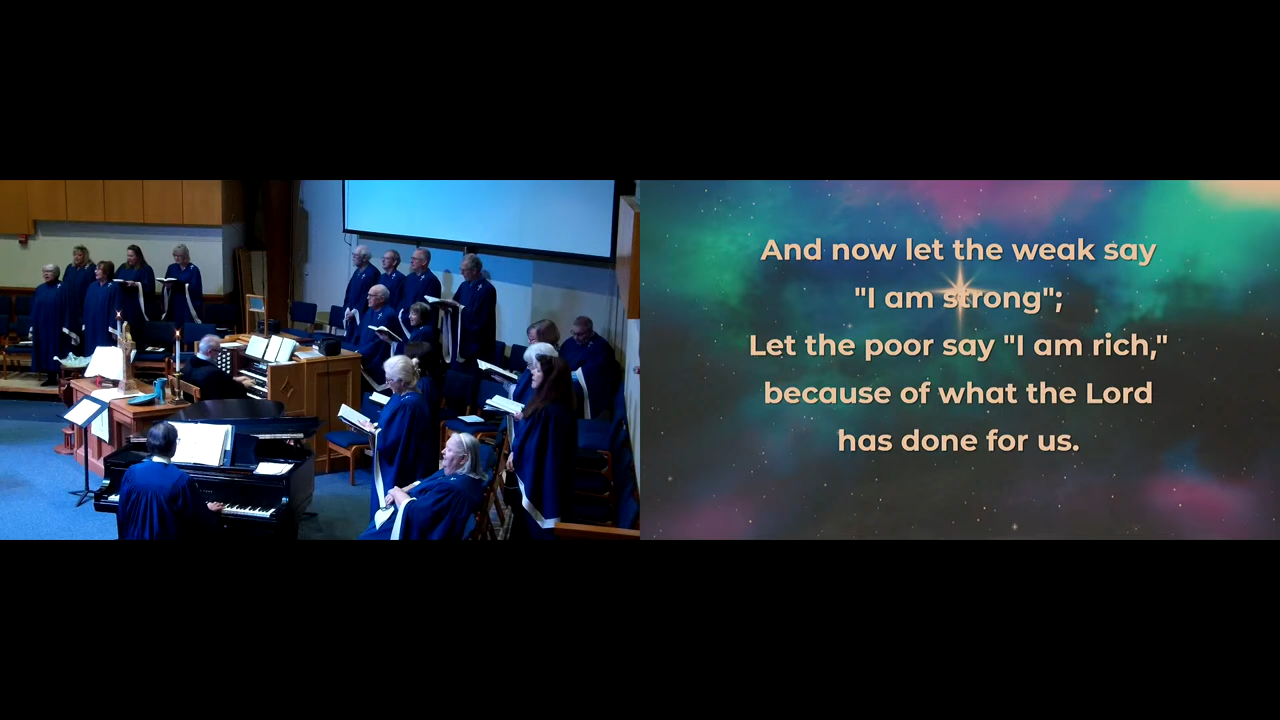 And now let the weak say
"I am strong";
Let the poor say "I am rich,"
because of what the Lord
has done for us.